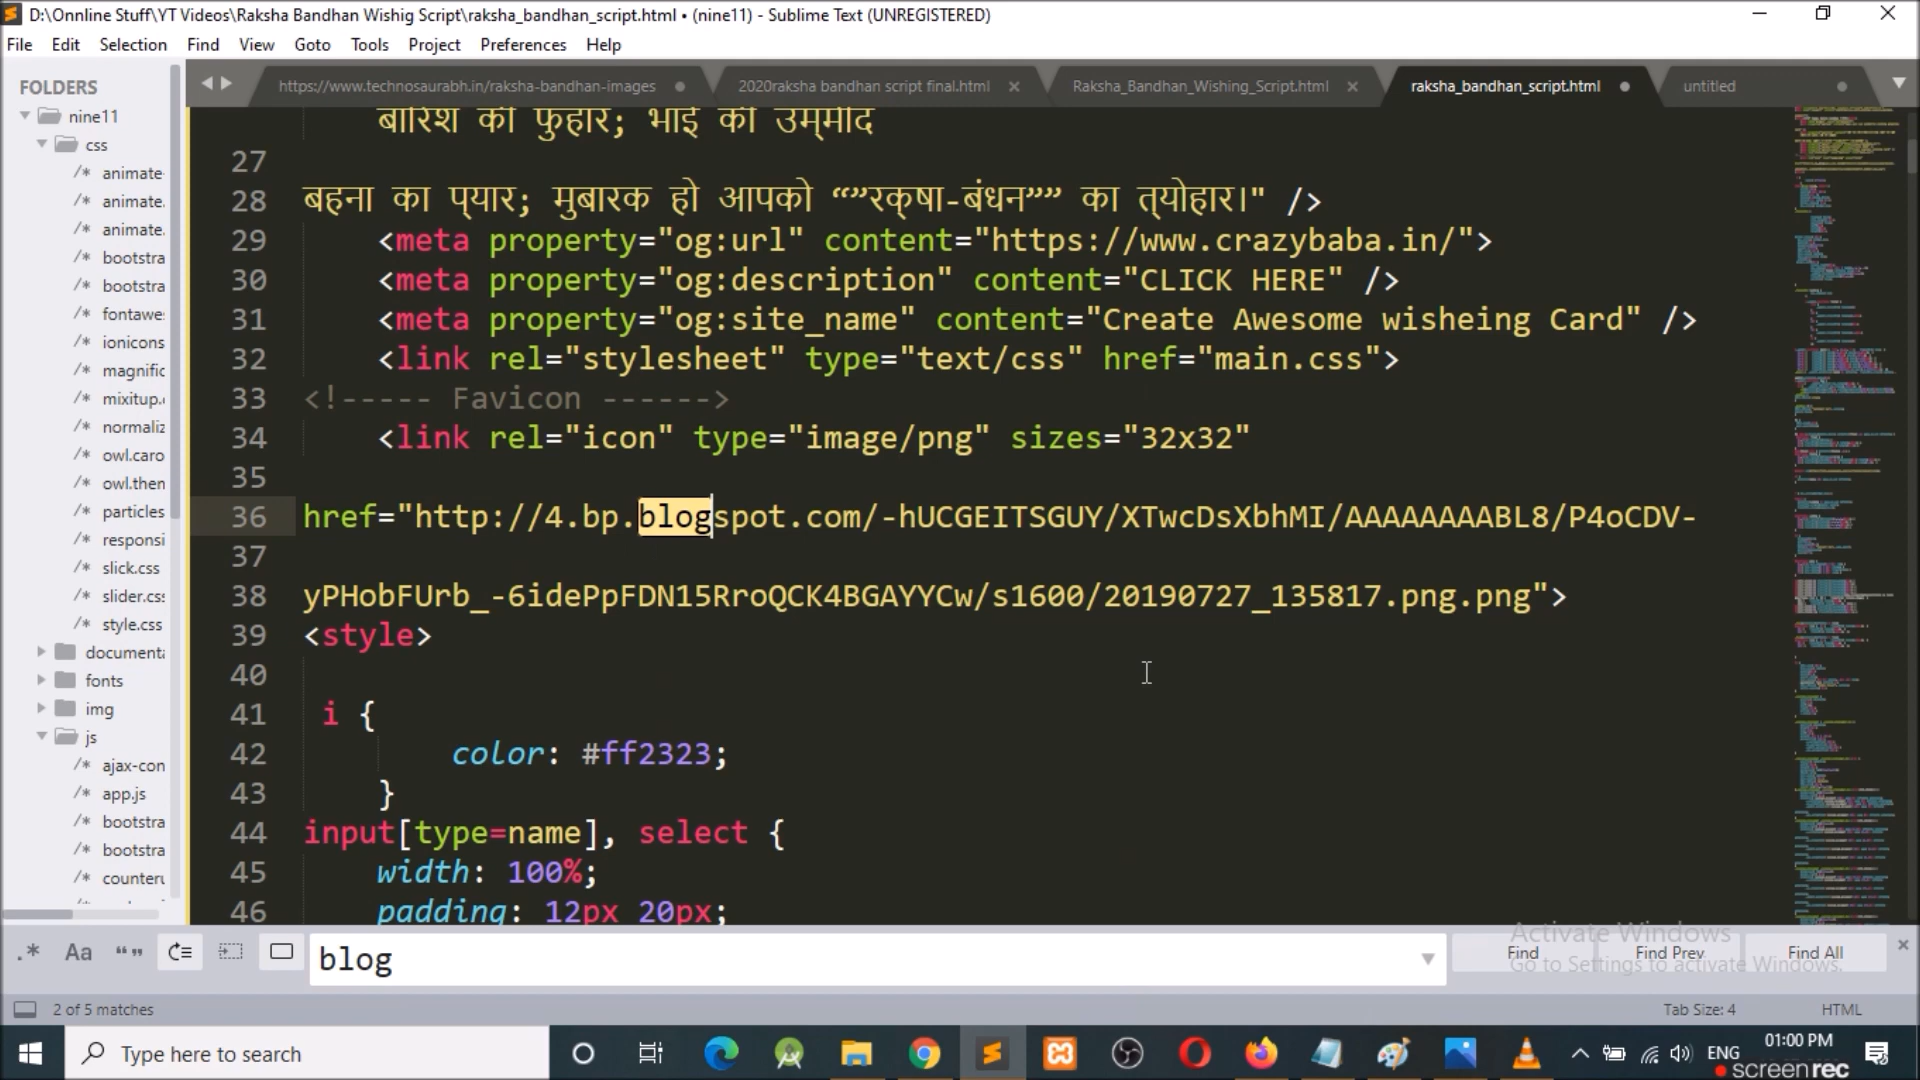 D:\Onnline Stuff\YT Videos\Raksha Bandhan Wishig Script\raksha_bandhan_script.html • (nine11) - Sublime Text (UNREGISTERED)
File Edit Selection Find View Goto Tools Project Preferences Help
FOLDERS
nine11
css
/* animate-
/* animate.
/* animate.
/* bootstra
/* bootstra
/* fontawe
/* ionicons
/* magnific
/* mixitup.
/* normaliz
/* owl.caro
/* owl.then
/* particles
/* responsi
/* slick.css
/* slider.cs
/* style.css
documenta
fonts
img
js
/* ajax-con
/* app.js
/* bootstra
/* bootstra
/* counteru
https://www.technosaurabh.in/raksha-bandhan-images
2020raksha bandhan script final.html
Raksha_Bandhan_Wishing_Script.html
raksha_bandhan_script.html
untitled
बारिश की फुहार; भाई की उम्मीद
27
28 बहना का प्यार; मुबारक हो आपको “”रक्षा-बंधन”” का त्योहार।" />
29 <meta property="og:url" content="https://www.crazybaba.in/">
30 <meta property="og:description" content="CLICK HERE" />
31 <meta property="og:site_name" content="Create Awesome wisheing Card" />
32 <link rel="stylesheet" type="text/css" href="main.css">
33 <!----- Favicon ------>
34 <link rel="icon" type="image/png" sizes="32x32"
35
36 href="http://4.bp.blogspot.com/-hUCGEITSGUY/XTwcDsXbhMI/AAAAAAAABL8/P4oCDV-
37
38 yPHobFUrb_-6idePpFDN15RroQCK4BGAYYCw/s1600/20190727_135817.png.png">
39 <style>
40
41 i {
42 color: #ff2323;
43 }
44 input[type=name], select {
45 width: 100%;
46 padding: 12px 20px;
.* Aa “” blog Find Find Prev Find All
Activate Windows
Go to Settings to activate Windows.
2 of 5 matches Tab Size: 4 HTML
Type here to search
ENG 01:00 PM
screenrec